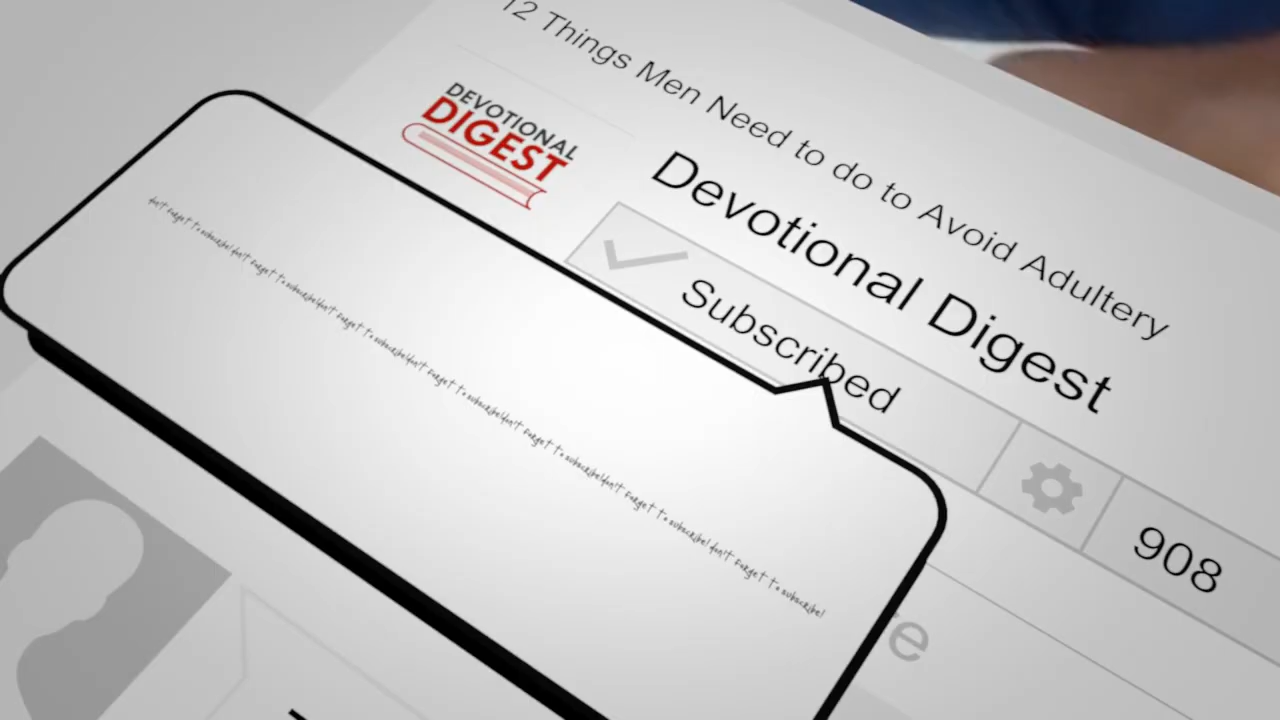 12 Things Men Need to do to Avoid Adultery
DEVOTIONAL
DIGEST
Devotional Digest
Subscribed
908
don't forget to subscribe!don't forget to subscribe!don't forget to subscribe!don't forget to subscribe!don't forget to subscribe!don't forget to subscribe!don't forget to subscribe!